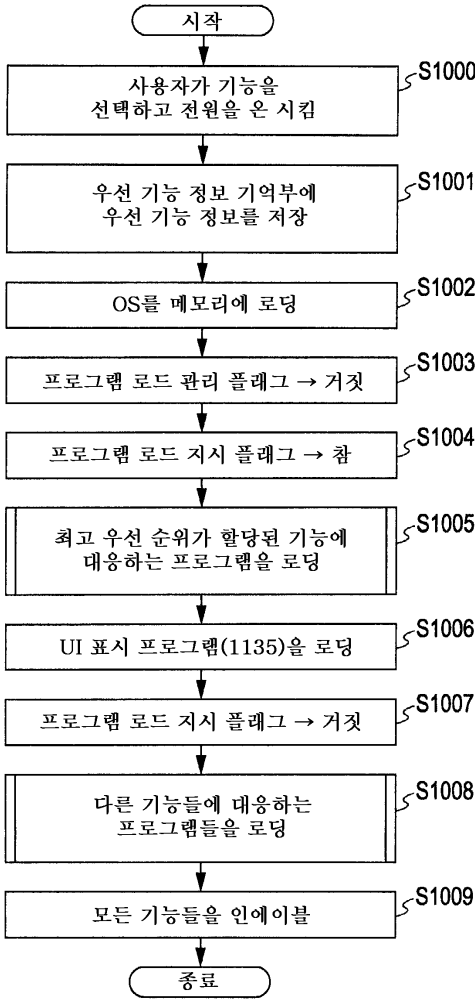 시작
S1000
사용자가 기능을
선택하고 전원을 온 시킴
S1001
우선 기능 정보 기억부에
우선 기능 정보를 저장
S1002
OS를 메모리에 로딩
S1003
프로그램 로드 관리 플래그 → 거짓
S1004
프로그램 로드 지시 플래그 → 참
S1005
최고 우선 순위가 할당된 기능에
대응하는 프로그램을 로딩
S1006
UI 표시 프로그램(1135)을 로딩
S1007
프로그램 로드 지시 플래그 → 거짓
S1008
다른 기능들에 대응하는
프로그램들을 로딩
S1009
모든 기능들을 인에이블
종료